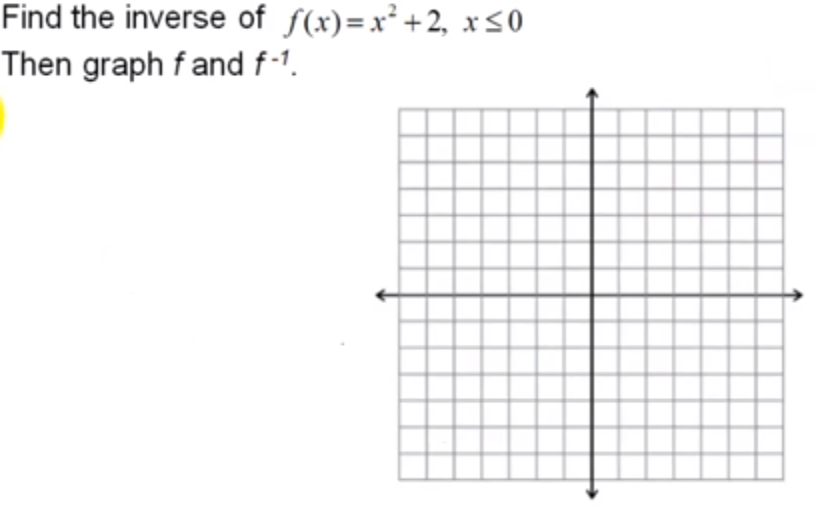 Find the inverse of f(x)=x²+2, x≤0
Then graph f and f⁻¹.